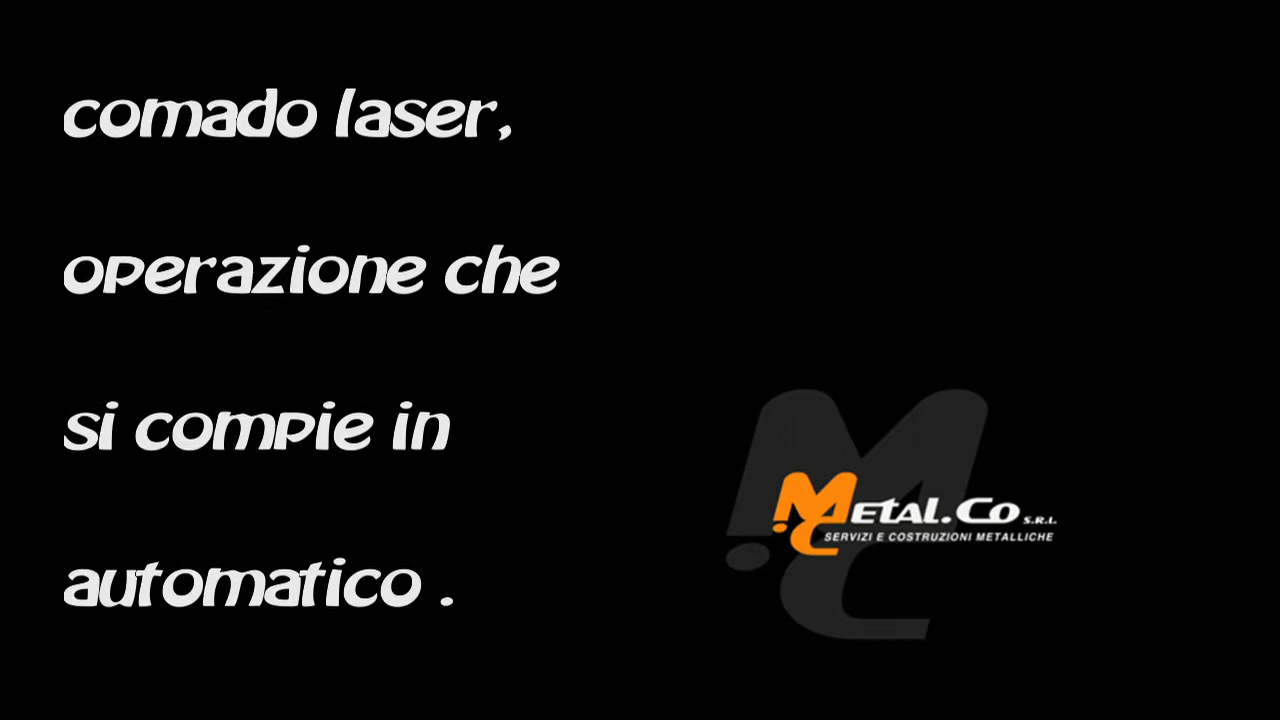 comado laser,
operazione che
si compie in
automatico .
Metal.Co s.r.l.
SERVIZI E COSTRUZIONI METALLICHE